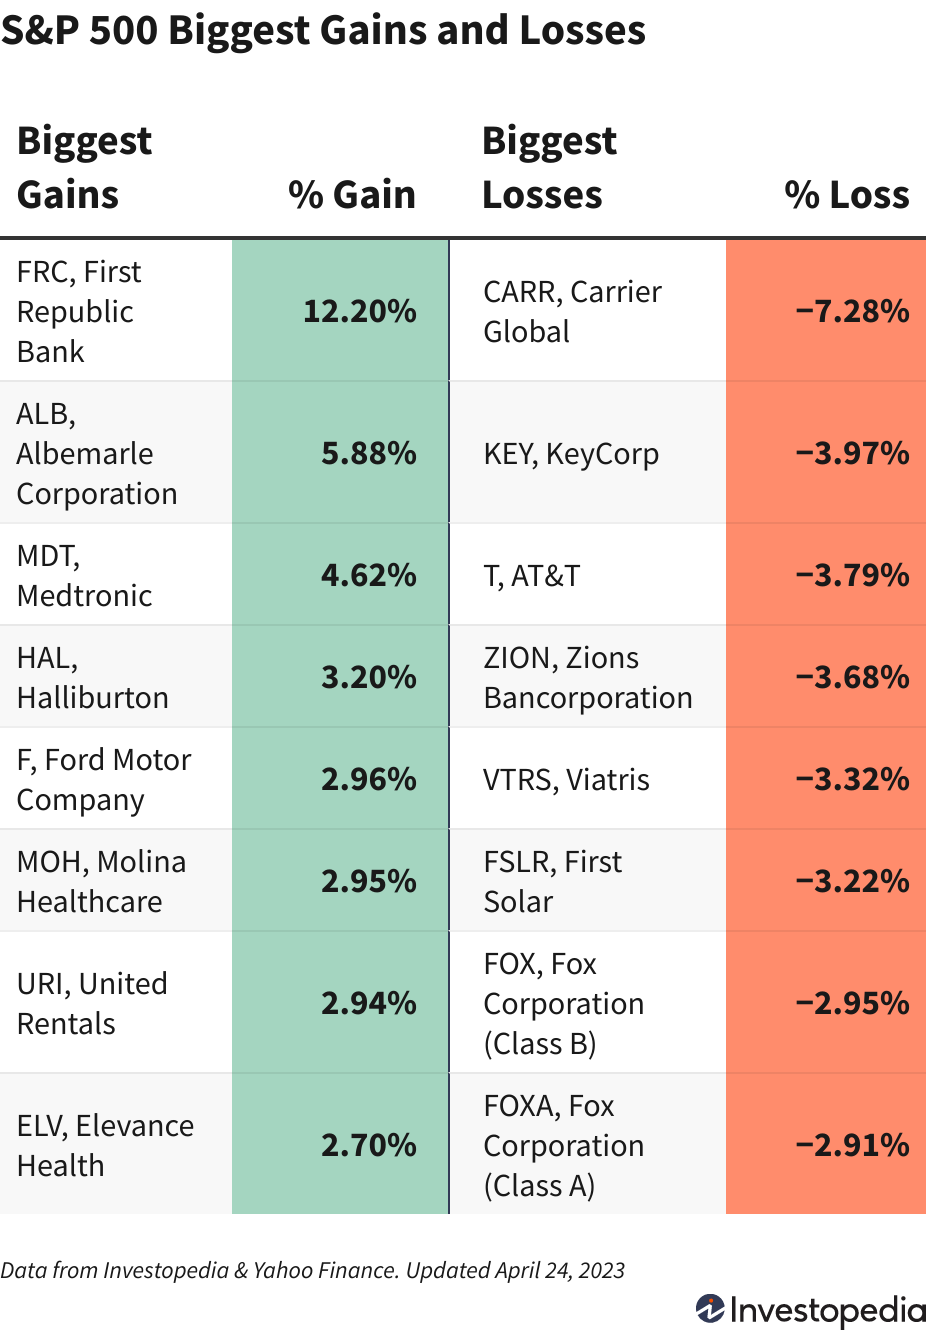 S&P 500 Biggest Gains and Losses
Biggest
Gains
% Gain
Biggest
Losses
% Loss
FRC, First
Republic
Bank
12.20%
CARR, Carrier
Global
−7.28%
ALB,
Albemarle
Corporation
5.88%
KEY, KeyCorp
−3.97%
MDT,
Medtronic
4.62%
T, AT&T
−3.79%
HAL,
Halliburton
3.20%
ZION, Zions
Bancorporation
−3.68%
F, Ford Motor
Company
2.96%
VTRS, Viatris
−3.32%
MOH, Molina
Healthcare
2.95%
FSLR, First
Solar
−3.22%
URI, United
Rentals
2.94%
FOX, Fox
Corporation
(Class B)
−2.95%
ELV, Elevance
Health
2.70%
FOXA, Fox
Corporation
(Class A)
−2.91%
Data from Investopedia & Yahoo Finance. Updated April 24, 2023
Investopedia